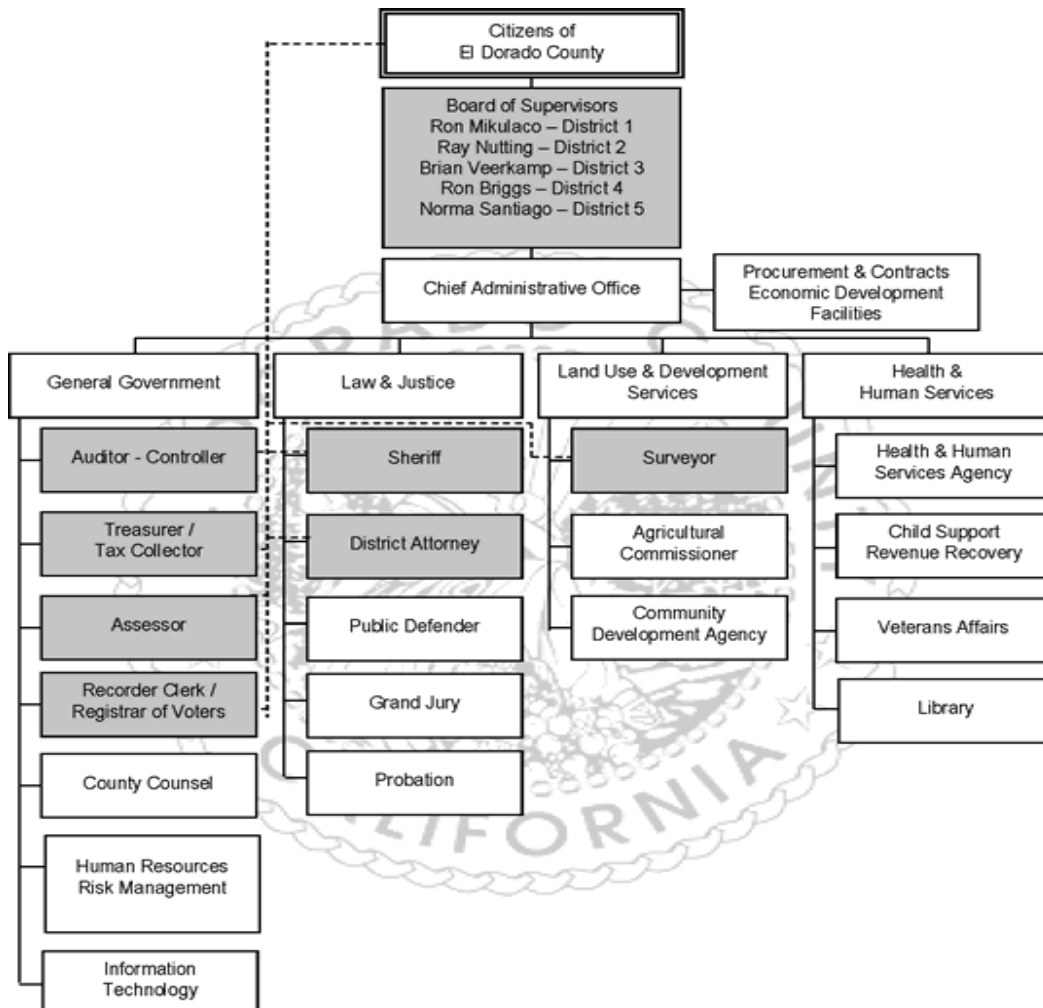 Citizens of
El Dorado County
Board of Supervisors
Ron Mikulaco – District 1
Ray Nutting – District 2
Brian Veerkamp – District 3
Ron Briggs – District 4
Norma Santiago – District 5
Chief Administrative Office
Procurement & Contracts
Economic Development
Facilities
General Government
Law & Justice
Land Use & Development
Services
Health &
Human Services
Auditor - Controller
Treasurer /
Tax Collector
Assessor
Recorder Clerk /
Registrar of Voters
County Counsel
Human Resources
Risk Management
Information
Technology
Sheriff
District Attorney
Public Defender
Grand Jury
Probation
Surveyor
Agricultural
Commissioner
Community
Development Agency
Health & Human
Services Agency
Child Support
Revenue Recovery
Veterans Affairs
Library
CALIFORNIA